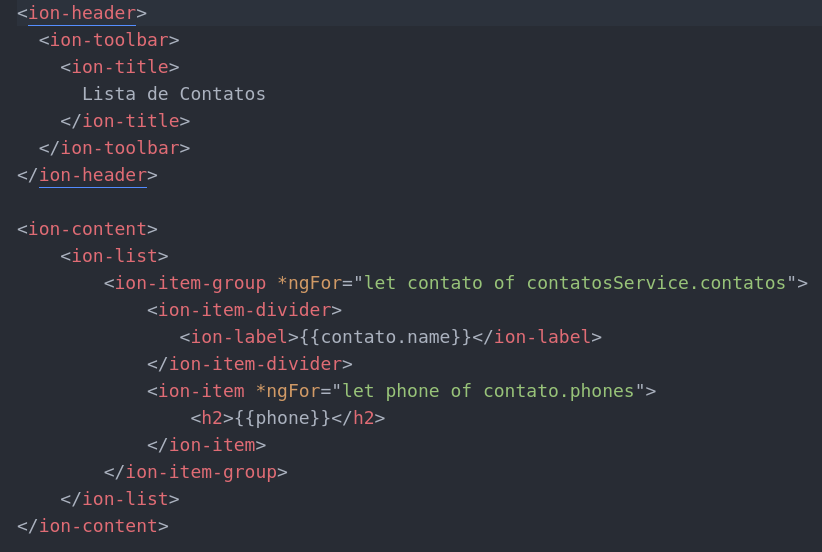 <ion-header>
  <ion-toolbar>
    <ion-title>
      Lista de Contatos
    </ion-title>
  </ion-toolbar>
</ion-header>

<ion-content>
    <ion-list>
        <ion-item-group *ngFor="let contato of contatosService.contatos">
            <ion-item-divider>
               <ion-label>{{contato.name}}</ion-label>
            </ion-item-divider>
            <ion-item *ngFor="let phone of contato.phones">
                <h2>{{phone}}</h2>
            </ion-item>
        </ion-item-group>
    </ion-list>
</ion-content>